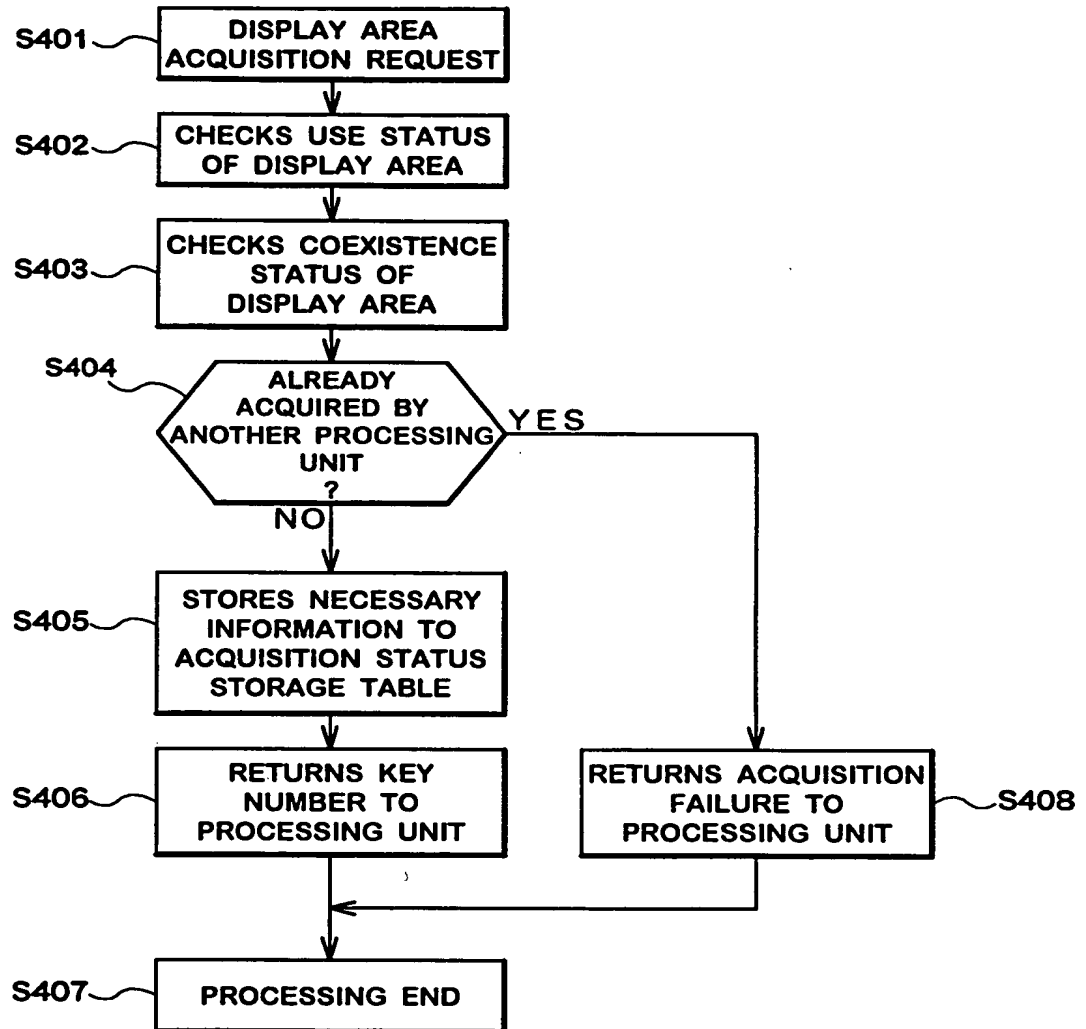 S401
DISPLAY AREA
ACQUISITION REQUEST
S402
CHECKS USE STATUS
OF DISPLAY AREA
S403
CHECKS COEXISTENCE
STATUS OF
DISPLAY AREA
S404
ALREADY
ACQUIRED BY
ANOTHER PROCESSING
UNIT
?
YES
NO
S405
STORES NECESSARY
INFORMATION TO
ACQUISITION STATUS
STORAGE TABLE
S406
RETURNS KEY
NUMBER TO
PROCESSING UNIT
RETURNS ACQUISITION
FAILURE TO
PROCESSING UNIT
S408
S407
PROCESSING END